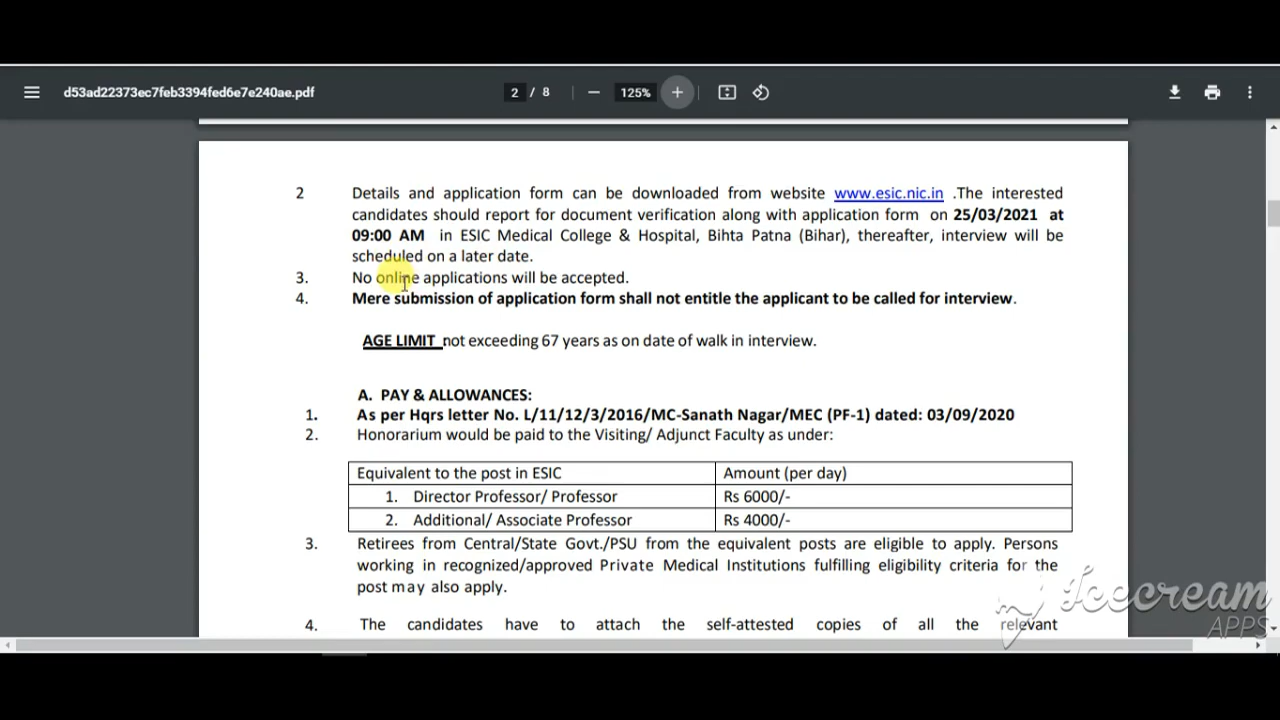 d53ad22373ec7feb3394fed6e7e240ae.pdf 2 / 8 125%
2 Details and application form can be downloaded from website www.esic.nic.in .The interested
candidates should report for document verification along with application form on 25/03/2021 at
09:00 AM in ESIC Medical College & Hospital, Bihta Patna (Bihar), thereafter, interview will be
scheduled on a later date.
3. No online applications will be accepted.
4. Mere submission of application form shall not entitle the applicant to be called for interview.
AGE LIMIT not exceeding 67 years as on date of walk in interview.
A. PAY & ALLOWANCES:
1. As per Hqrs letter No. L/11/12/3/2016/MC-Sanath Nagar/MEC (PF-1) dated: 03/09/2020
2. Honorarium would be paid to the Visiting/ Adjunct Faculty as under:
Equivalent to the post in ESIC Amount (per day)
1. Director Professor/ Professor Rs 6000/-
2. Additional/ Associate Professor Rs 4000/-
3. Retirees from Central/State Govt./PSU from the equivalent posts are eligible to apply. Persons
working in recognized/approved Private Medical Institutions fulfilling eligibility criteria for the
post may also apply.
4. The candidates have to attach the self-attested copies of all the relevant
Icecream
APPS